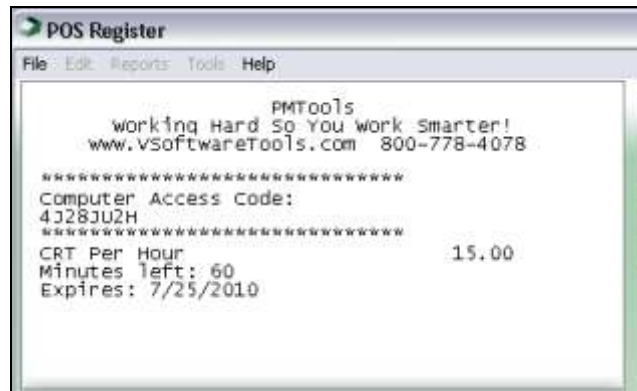 POS Register
File Edit Reports Tools Help
PMTools
Working Hard So You Work Smarter!
www.VSoftwareTools.com 800-778-4078
*******************************
Computer Access Code:
4J28JU2H
*******************************
CRT Per Hour 15.00
Minutes left: 60
Expires: 7/25/2010